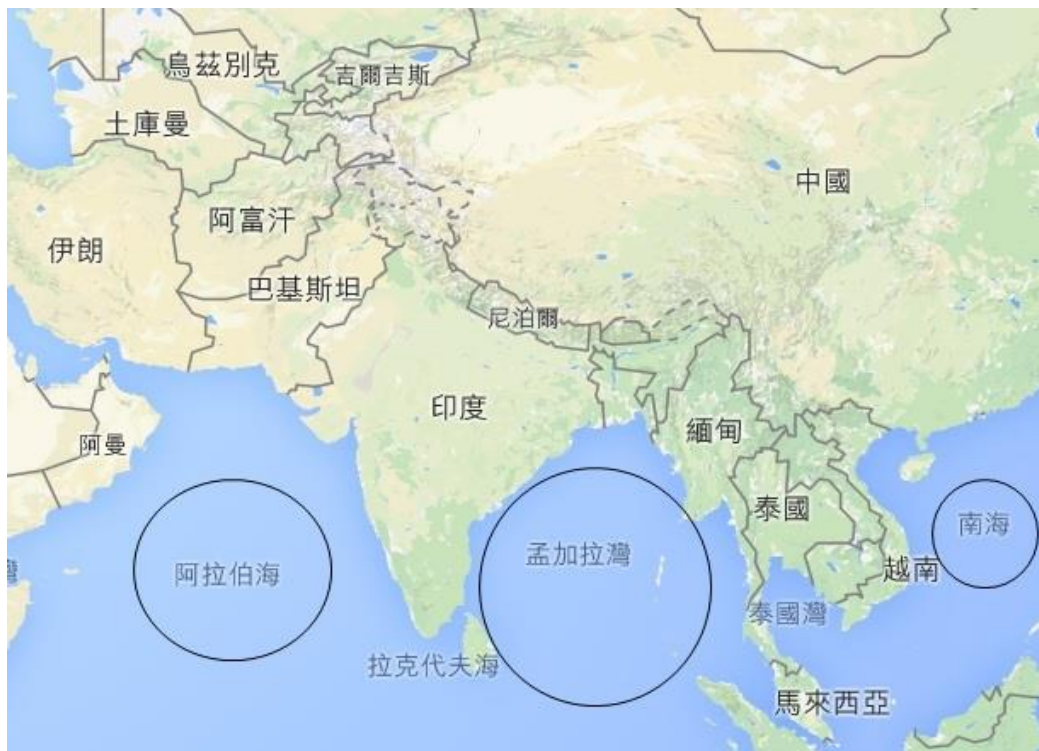 烏茲別克
吉爾吉斯
土庫曼
中國
阿富汗
伊朗
巴基斯坦
尼泊爾
印度
緬甸
阿曼
泰國
南海
孟加拉灣
阿拉伯海
灣
越南
泰國灣
拉克代夫海
馬來西亞